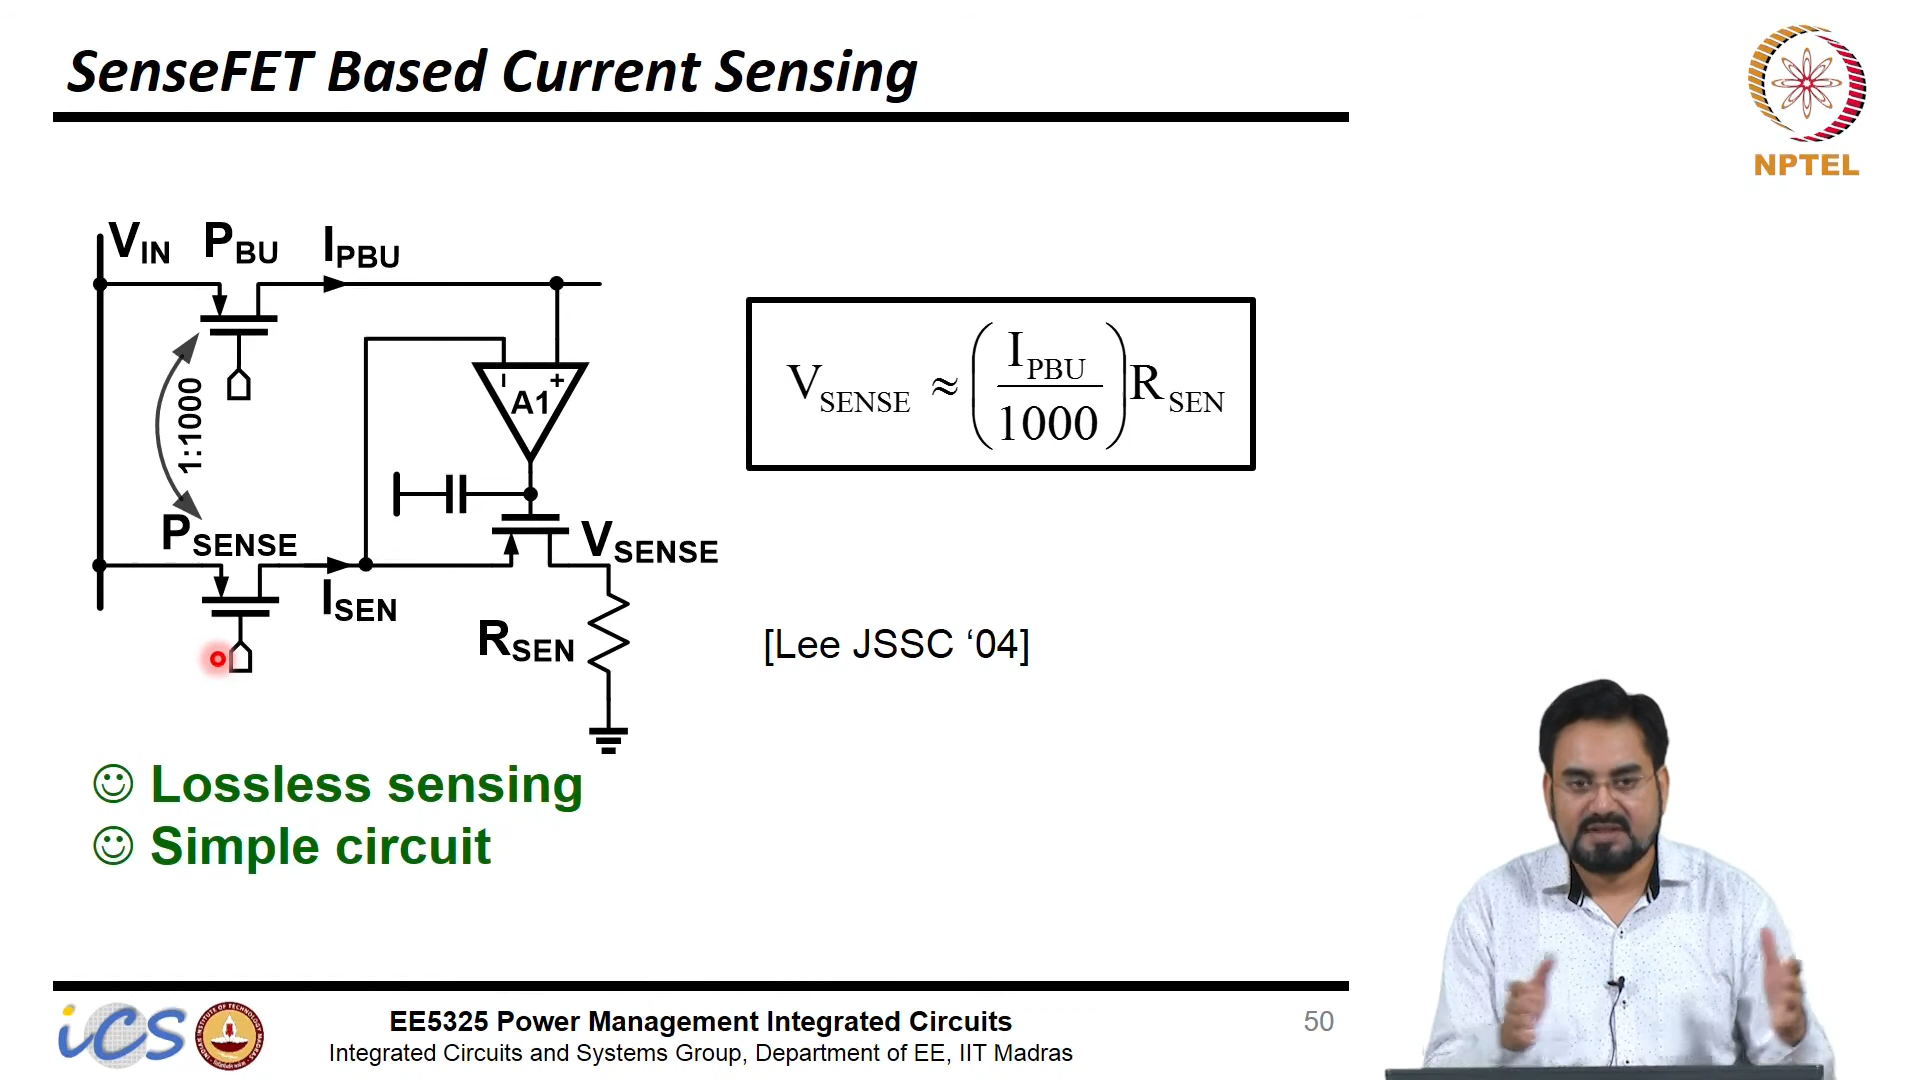 SenseFET Based Current Sensing
NPTEL
V_IN P_BU I_PBU
- +
A1
1:1000
P_SENSE
V_SENSE
I_SEN
R_SEN
V_SENSE ≈ (I_PBU / 1000) R_SEN
[Lee JSSC ‘04]
☺ Lossless sensing
☺ Simple circuit
iCS
EE5325 Power Management Integrated Circuits
50
Integrated Circuits and Systems Group, Department of EE, IIT Madras